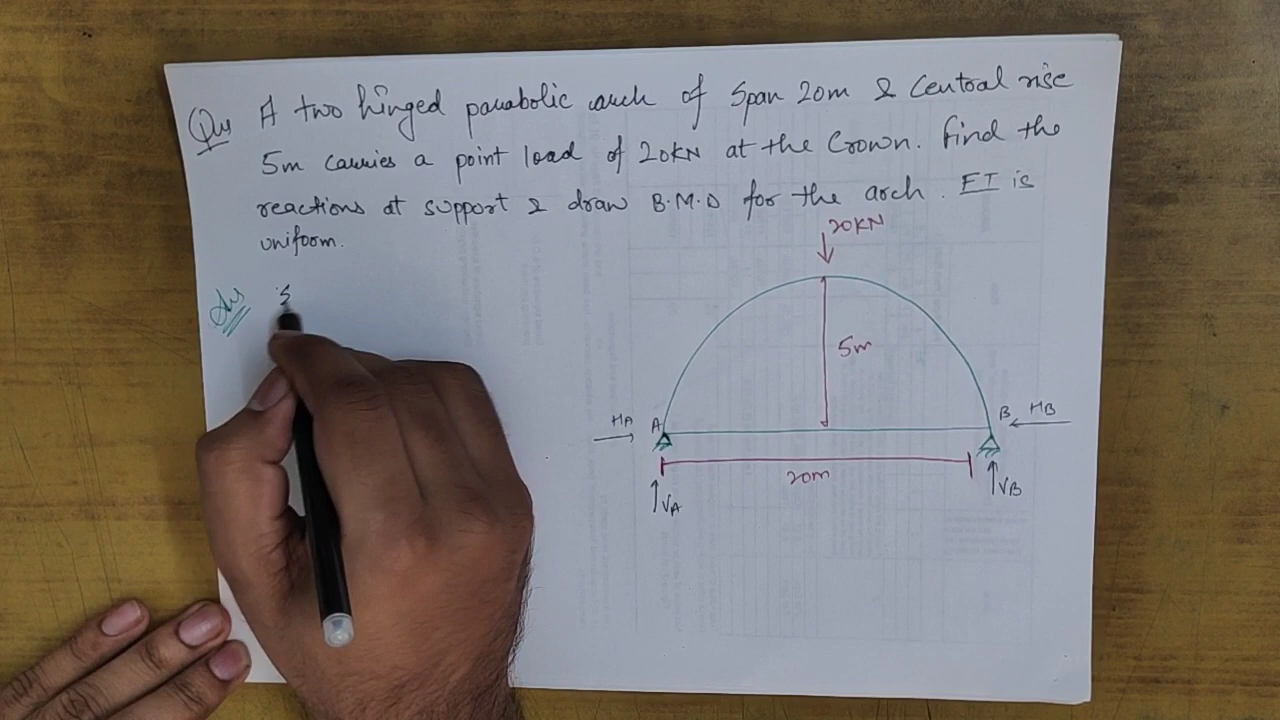 Qus A two hinged parabolic arch of Span 20m & Central rise
5m carries a point load of 20KN at the Crown. find the
reactions at support & draw B.M.D for the arch. EI is
uniform.
20KN
Ans
5m
HA A
B HB
20m
VA
VB